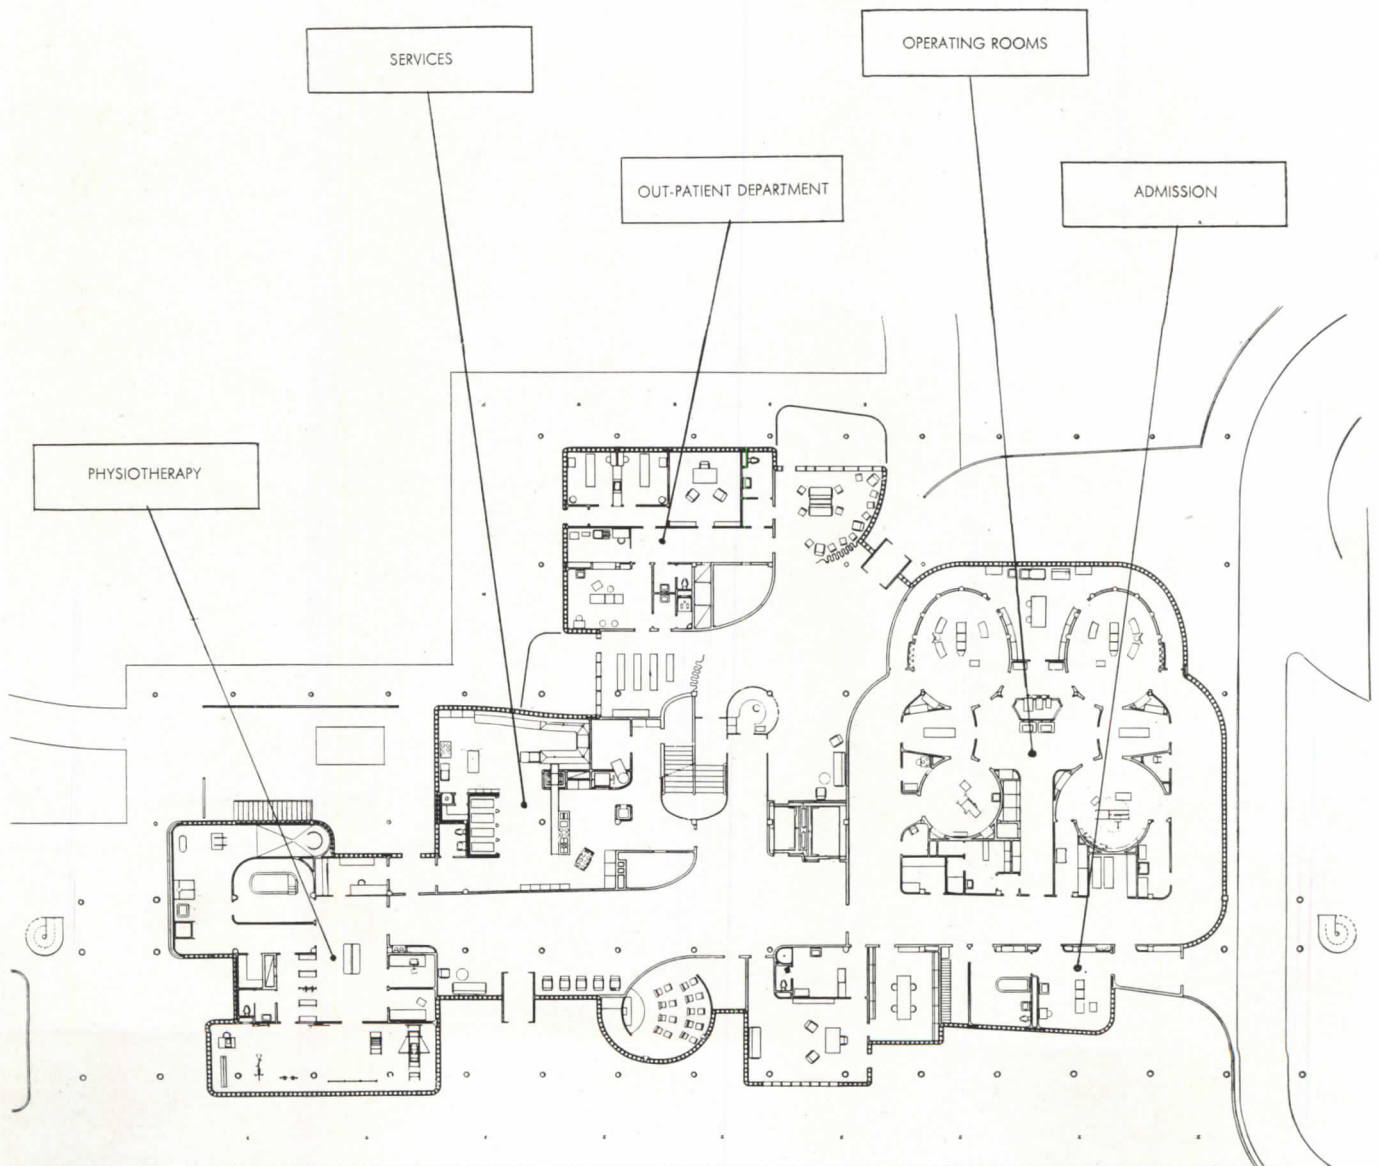 OPERATING ROOMS
SERVICES
OUT-PATIENT DEPARTMENT
ADMISSION
PHYSIOTHERAPY